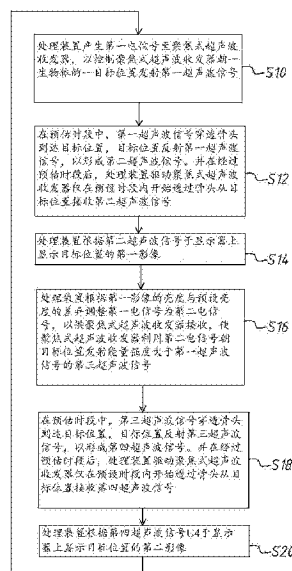 处理装置产生第一电信号至聚焦式超声波
收发器，以控制聚焦式超声波收发器朝一
生物体的一目标位置发射第一超声波信号
S10
在预估时段中，第一超声波信号穿透骨头
到达目标位置，目标位置反射第一超声波
信号，以形成第二超声波信号。并在经过
预估时段后，处理装置驱动聚焦式超声波
收发器仅在预设时段内开始透过骨头从目
标位置接收第二超声波信号
S12
处理装置根据第二超声波信号于显示器上
显示目标位置的第一影像
S14
处理装置根据第一影像的亮度与预设亮
度的差异调整第一电信号为第二电信
号，以供聚焦式超声波收发器接收，使
聚焦式超声波收发器利用第二电信号朝
目标位置发射能量强度大于第一超声波
信号的第三超声波信号
S16
在预估时段中，第三超声波信号穿透骨头
到达目标位置，目标位置反射第三超声波
信号，以形成第四超声波信号。并在经过
预估时段后，处理装置驱动聚焦式超声波
收发器仅在预设时段内开始透过骨头从目
标位置接收第四超声波信号
S18
处理装置根据第四超声波信号U4于显示
器上显示目标位置的第二影像
S20